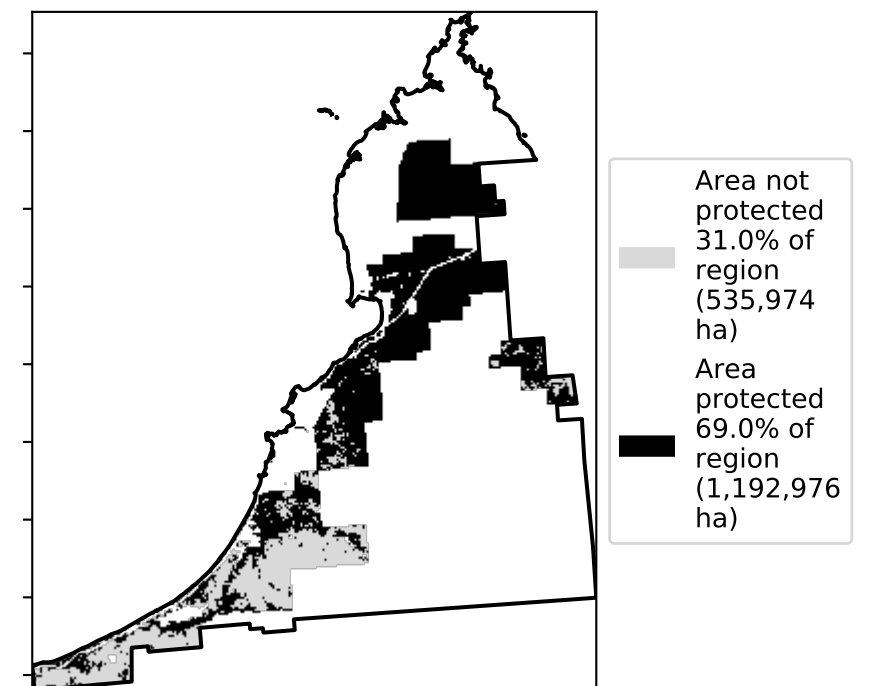 Area not
protected
31.0% of
region
(535,974
ha)
Area
protected
69.0% of
region
(1,192,976
ha)